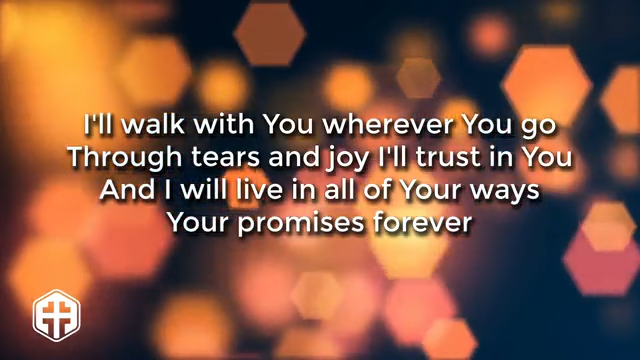 I'll walk with You wherever You go
Through tears and joy I'll trust in You
And I will live in all of Your ways
Your promises forever